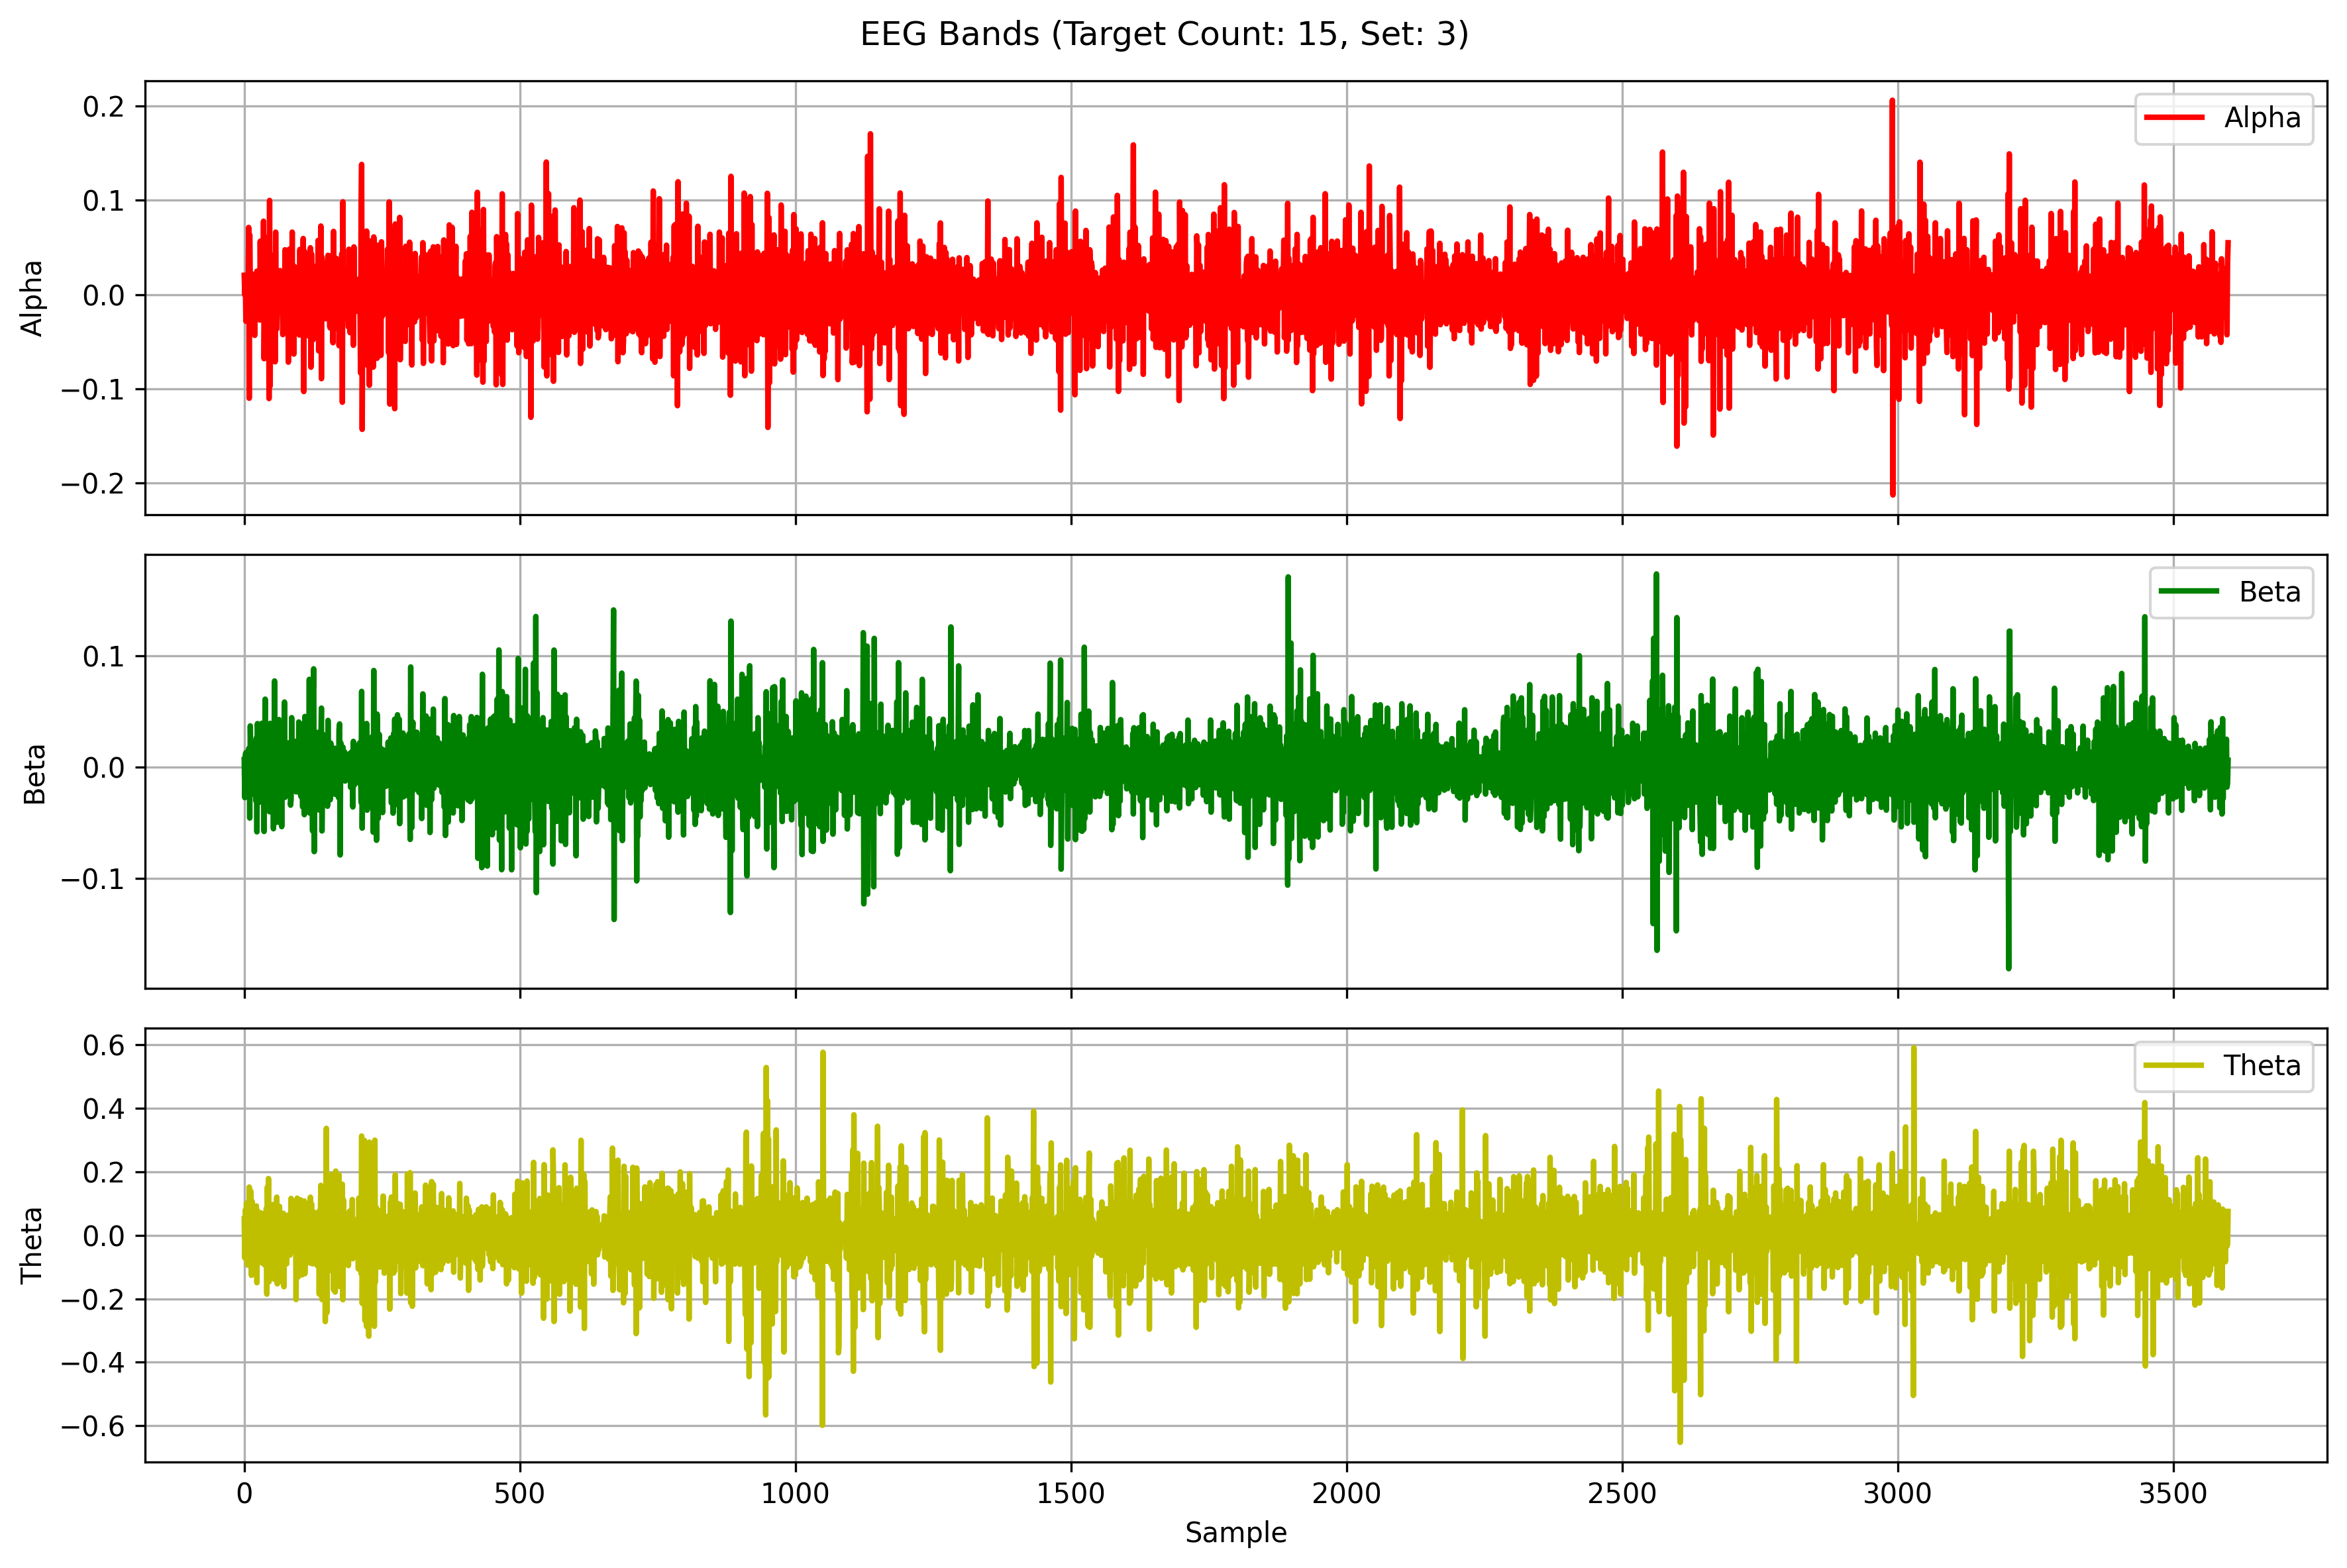 EEG Bands (Target Count: 15, Set: 3)
0.2
0.1
0.0
−0.1
−0.2
Alpha
Alpha
0.1
0.0
−0.1
Beta
Beta
0.6
0.4
0.2
0.0
−0.2
−0.4
−0.6
Theta
Theta
0 500 1000 1500 2000 2500 3000 3500
Sample